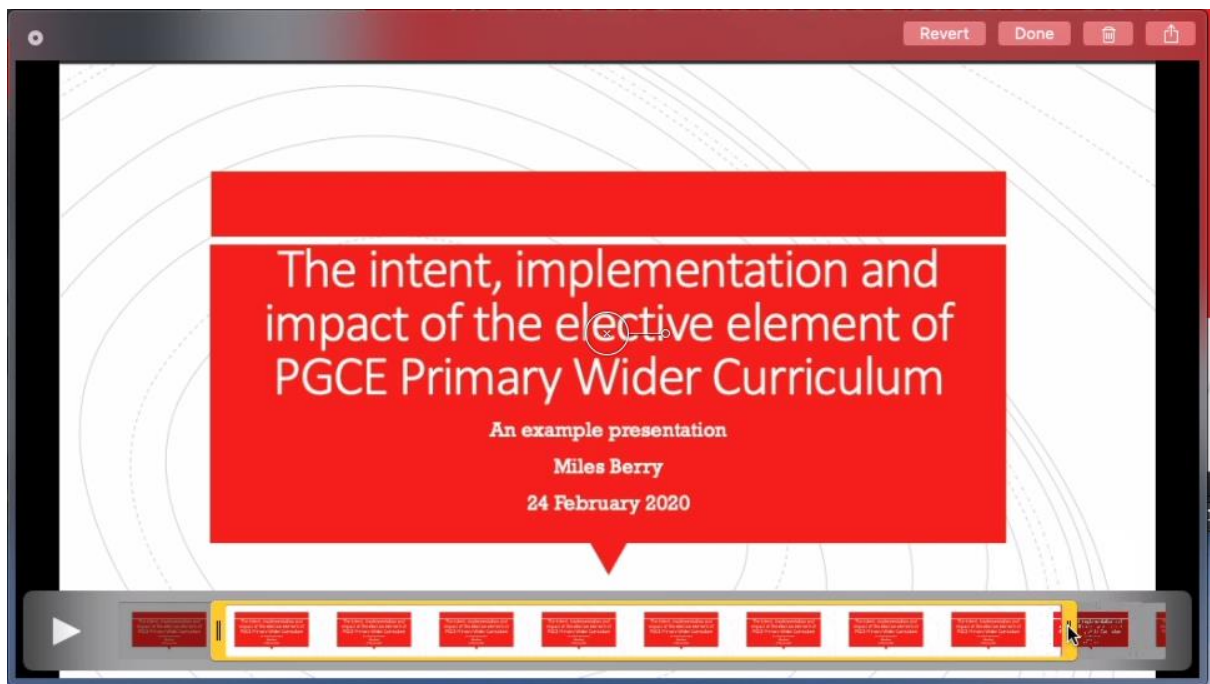 Revert Done
The intent, implementation and
impact of the elective element of
PGCE Primary Wider Curriculum
An example presentation
Miles Berry
24 February 2020